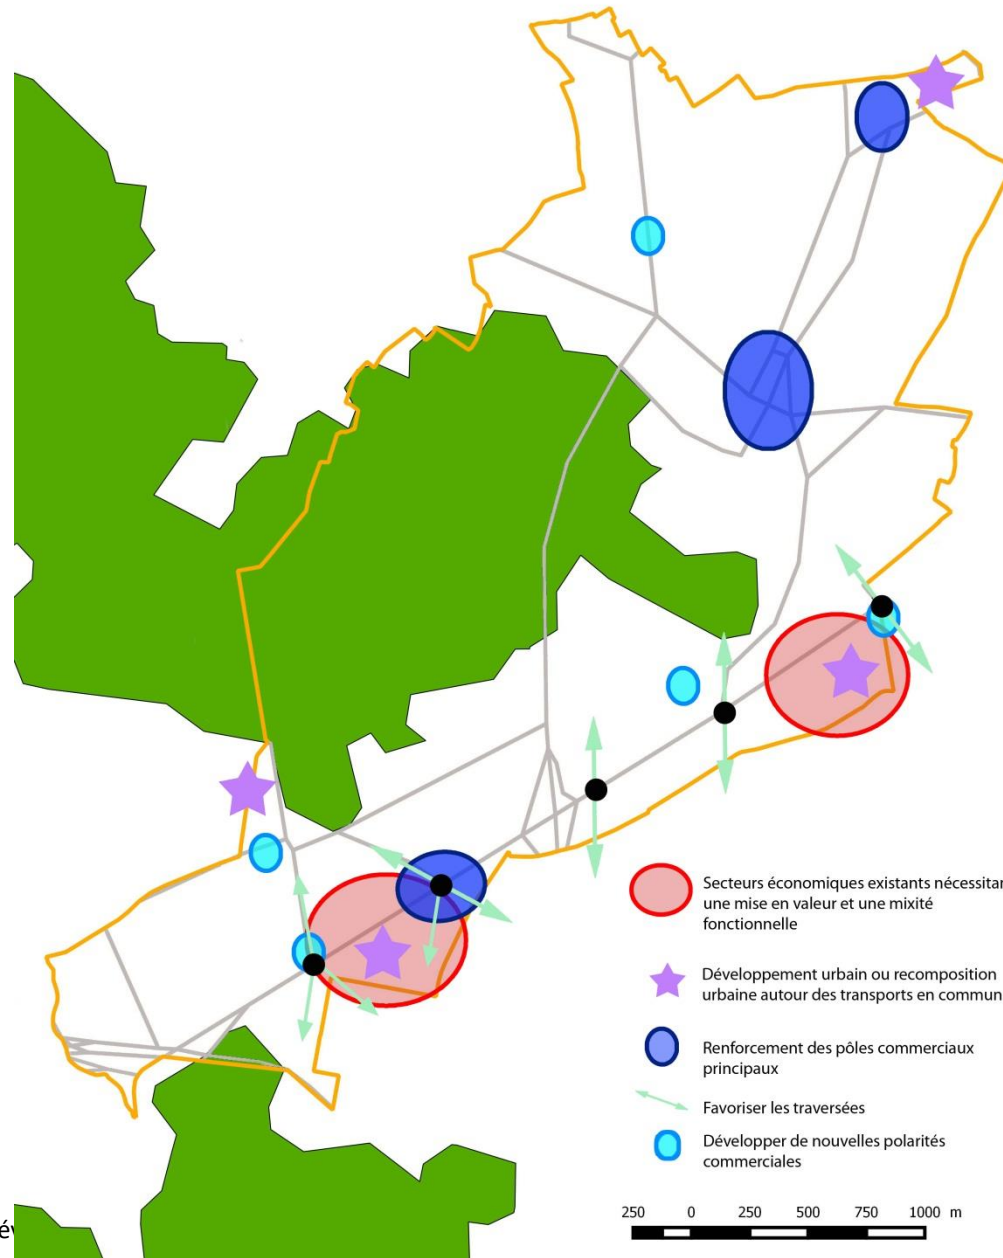 Secteurs économiques existants nécessitan
une mise en valeur et une mixité
fonctionnelle
Développement urbain ou recomposition
urbaine autour des transports en commun
Renforcement des pôles commerciaux
principaux
Favoriser les traversées
Développer de nouvelles polarités
commerciales
250 0 250 500 750 1000 m